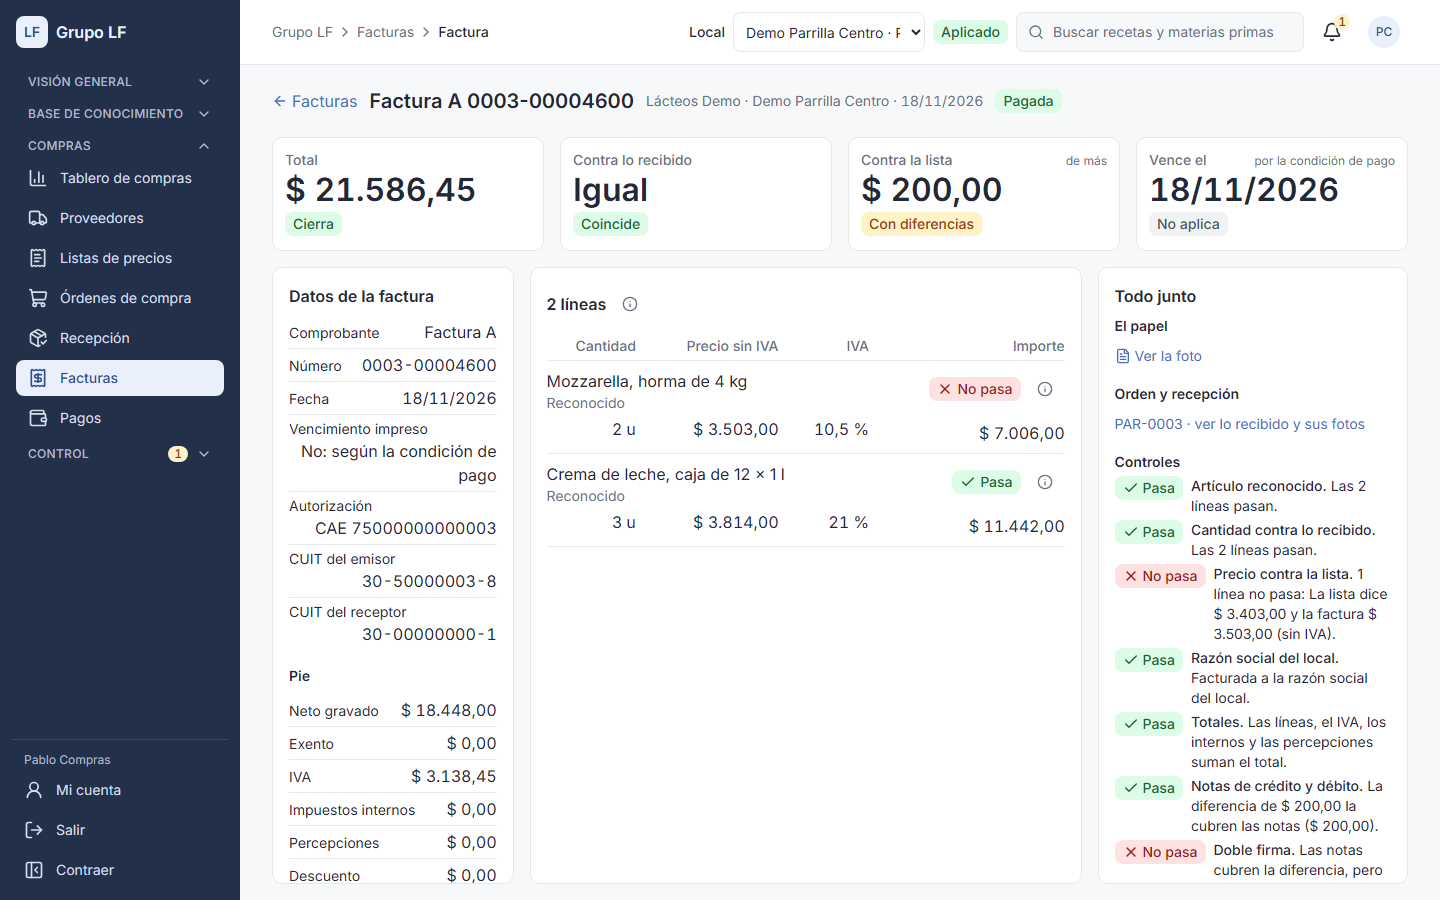 LF Grupo LF
VISIÓN GENERAL
BASE DE CONOCIMIENTO
COMPRAS
Tablero de compras
Proveedores
Listas de precios
Órdenes de compra
Recepción
Facturas
Pagos
CONTROL 1
Pablo Compras
Mi cuenta
Salir
Contraer
Grupo LF > Facturas > Factura
Local
Demo Parrilla Centro ·
Aplicado
Buscar recetas y materias primas
1
PC
← Facturas Factura A 0003-00004600 Lácteos Demo · Demo Parrilla Centro · 18/11/2026 Pagada
Total
$ 21.586,45
Cierra
Contra lo recibido
Igual
Coincide
Contra la lista de más
$ 200,00
Con diferencias
Vence el por la condición de pago
18/11/2026
No aplica
Datos de la factura
Comprobante Factura A
Número 0003-00004600
Fecha 18/11/2026
Vencimiento impreso
No: según la condición de
pago
Autorización
CAE 75000000000003
CUIT del emisor
30-50000003-8
CUIT del receptor
30-00000000-1
Pie
Neto gravado $ 18.448,00
Exento $ 0,00
IVA $ 3.138,45
Impuestos internos $ 0,00
Percepciones $ 0,00
Descuento $ 0,00
2 líneas
Cantidad Precio sin IVA IVA Importe
Mozzarella, horma de 4 kg No pasa
Reconocido
2 u $ 3.503,00 10,5 % $ 7.006,00
Crema de leche, caja de 12 × 1 l Pasa
Reconocido
3 u $ 3.814,00 21 % $ 11.442,00
Todo junto
El papel
Ver la foto
Orden y recepción
PAR-0003 · ver lo recibido y sus fotos
Controles
Pasa Artículo reconocido. Las 2
líneas pasan.
Pasa Cantidad contra lo recibido.
Las 2 líneas pasan.
No pasa Precio contra la lista. 1
línea no pasa: La lista dice
$ 3.403,00 y la factura $
3.503,00 (sin IVA).
Pasa Razón social del local.
Facturada a la razón social
del local.
Pasa Totales. Las líneas, el IVA, los
internos y las percepciones
suman el total.
Pasa Notas de crédito y débito. La
diferencia de $ 200,00 la
cubren las notas ($ 200,00).
No pasa Doble firma. Las notas
cubren la diferencia, pero